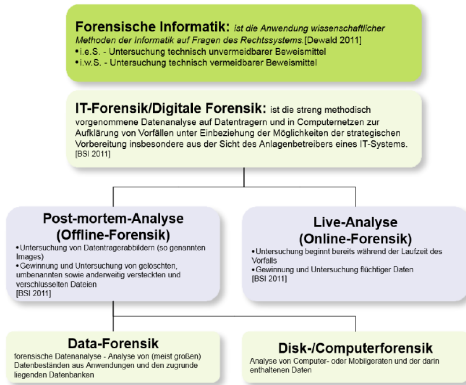 Forensische Informatik: ist die Anwendung wissenschaftlicher
Methoden der Informatik auf Fragen des Rechtssystems.[Dewald 2011]
•i.e.S. - Untersuchung technisch unvermeidbarer Beweismittel
•i.w.S. - Untersuchung technisch vermeidbarer Beweismittel
IT-Forensik/Digitale Forensik: ist die streng methodisch
vorgenommene Datenanalyse auf Datentragern und in Computernetzen zur
Aufklärung von Vorfällen unter Einbeziehung der Möglichkeiten der strategischen
Vorbereitung insbesondere aus der Sicht des Anlagenbetreibers eines IT-Systems.
[BSI 2011]
Post-mortem-Analyse
(Offline-Forensik)
•Untersuchung von Datentragerabbildern (so genannten
Images)
•Gewinnung und Untersuchung von gelöschten,
umbenannten sowie anderweitig versteckten und
verschlusselten Dateien
[BSI 2011]
Live-Analyse
(Online-Forensik)
•Untersuchung beginnt bereits während der Laufzeit des
Vorfalls
•Gewinnung und Untersuchung flüchtiger Daten
[BSI 2011]
Data-Forensik
forensische Datenanalyse - Analyse von (meist großen)
Datenbeständen aus Anwendungen und den zugrunde
liegenden Datenbanken
Disk-/Computerforensik
Analyse von Computer- oder Mobilgeräten und der darin
enthaltenen Daten